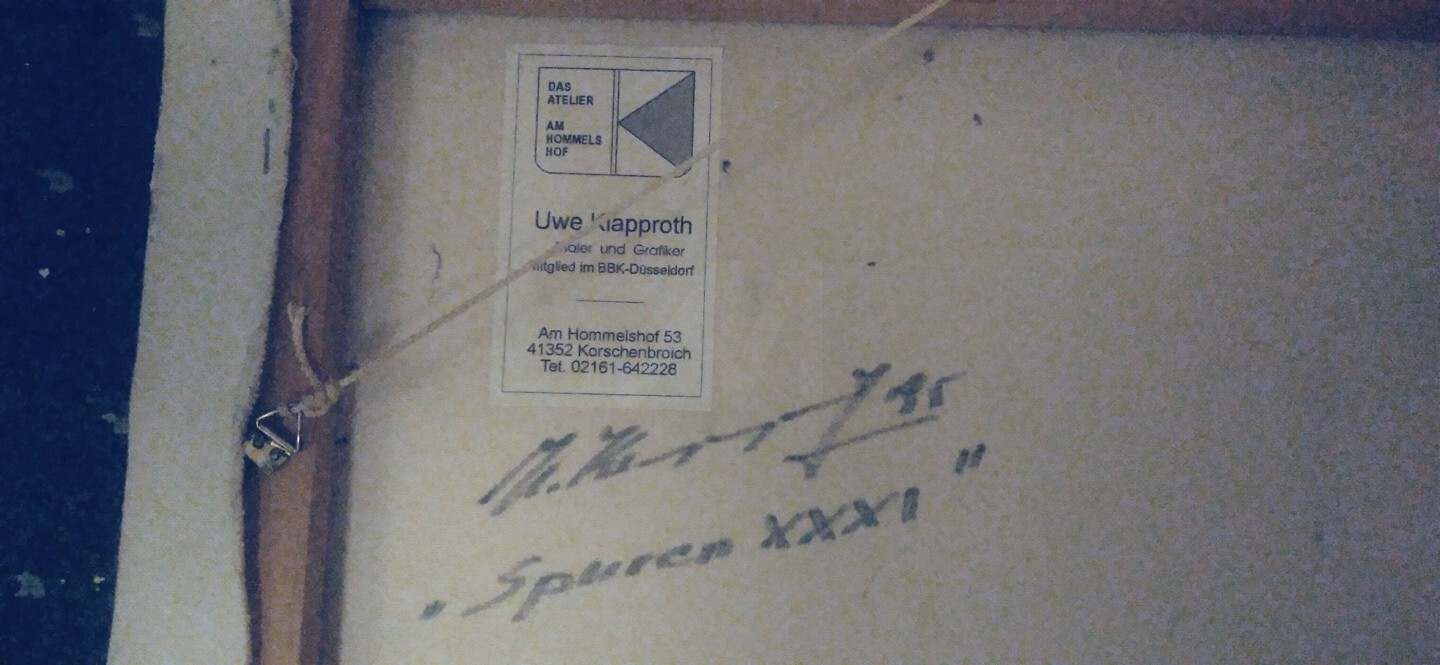 DAS
ATELIER
AM
HOMMELS
HOF
Uwe Klapproth
Maler und Grafiker
Mitglied im BBK-Düsseldorf
Am Hommelshof 53
41352 Korschenbroich
Tel. 02161-642228
95
„Spuren XXXI"